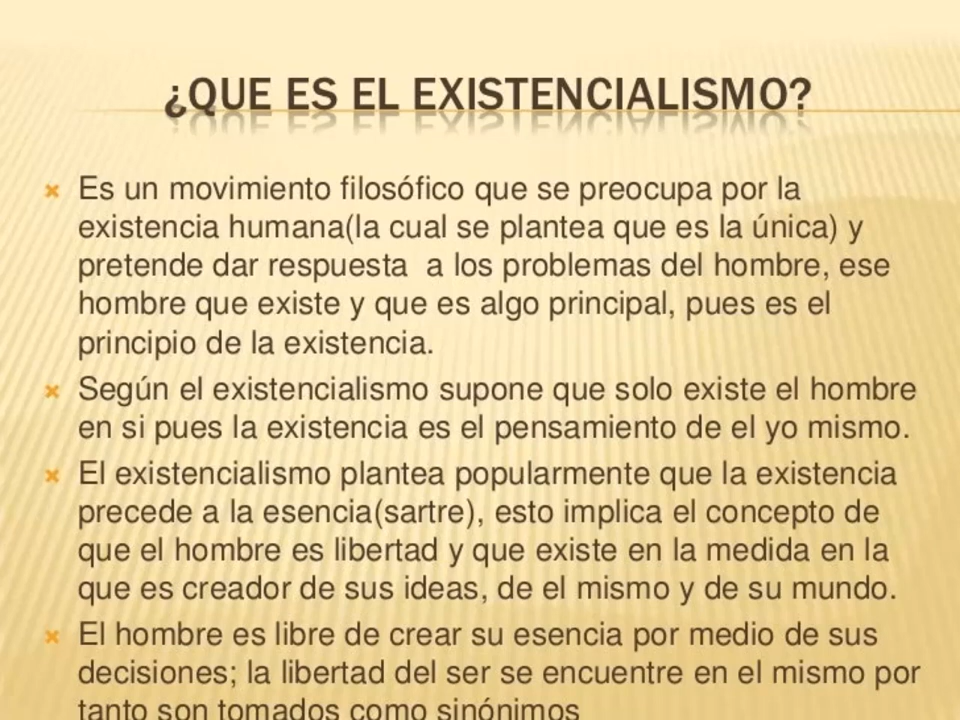 ¿QUE ES EL EXISTENCIALISMO?
Es un movimiento filosófico que se preocupa por la
existencia humana(la cual se plantea que es la única) y
pretende dar respuesta a los problemas del hombre, ese
hombre que existe y que es algo principal, pues es el
principio de la existencia.
Según el existencialismo supone que solo existe el hombre
en si pues la existencia es el pensamiento de el yo mismo.
El existencialismo plantea popularmente que la existencia
precede a la esencia(sartre), esto implica el concepto de
que el hombre es libertad y que existe en la medida en la
que es creador de sus ideas, de el mismo y de su mundo.
El hombre es libre de crear su esencia por medio de sus
decisiones; la libertad del ser se encuentre en el mismo por
tanto son tomados como sinónimos